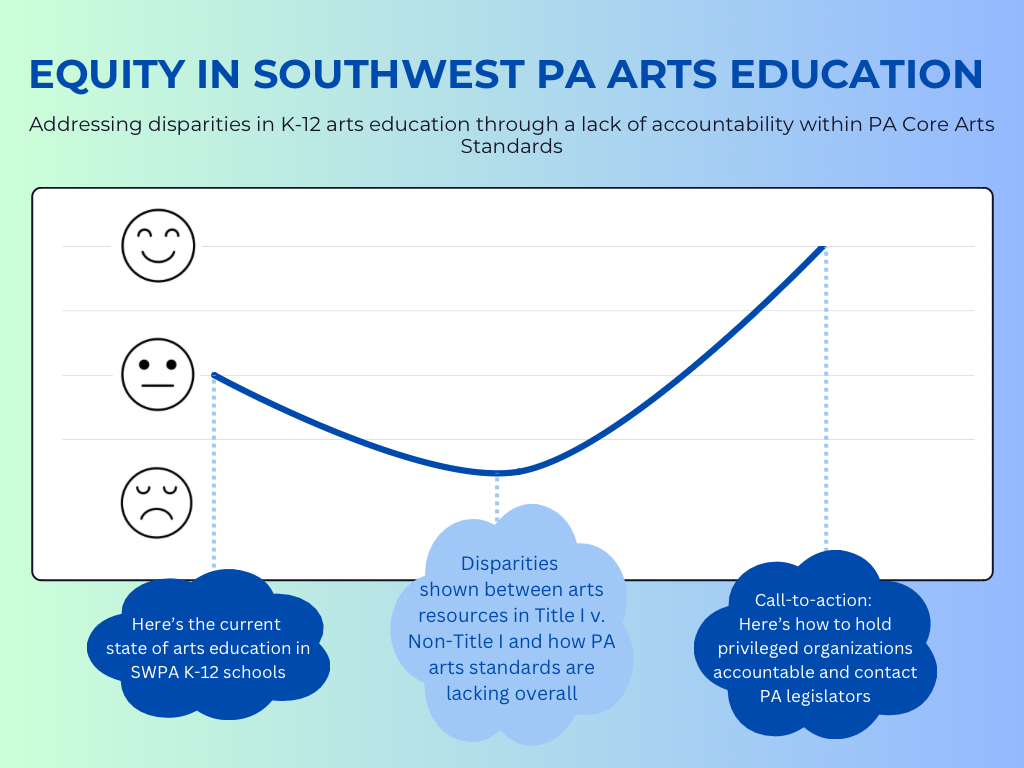 EQUITY IN SOUTHWEST PA ARTS EDUCATION
Addressing disparities in K-12 arts education through a lack of accountability within PA Core Arts
Standards
Here’s the current
state of arts education in
SWPA K-12 schools
Disparities
shown between arts
resources in Title I v.
Non-Title I and how PA
arts standards are
lacking overall
Call-to-action:
Here’s how to hold
privileged organizations
accountable and contact
PA legislators